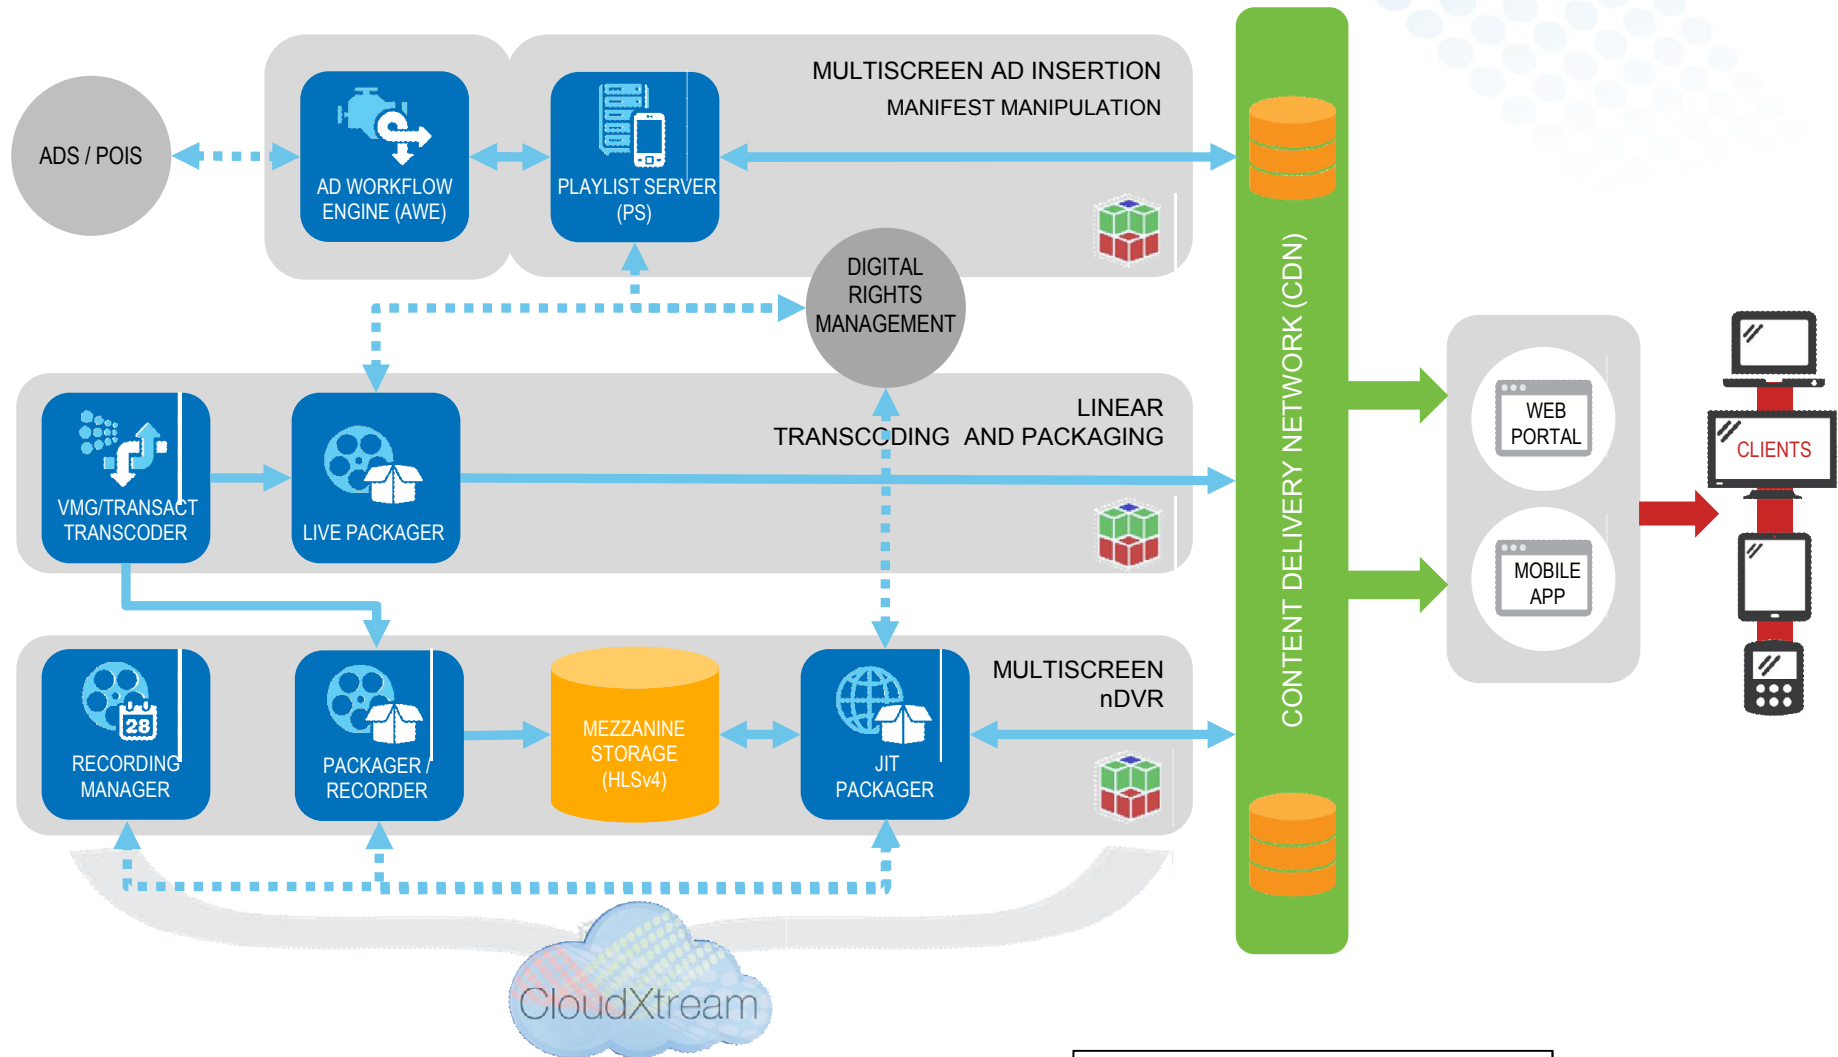 MULTISCREEN AD INSERTION
MANIFEST MANIPULATION
ADS / POIS
AD WORKFLOW
ENGINE (AWE)
PLAYLIST SERVER
(PS)
DIGITAL
RIGHTS
MANAGEMENT
CONTENT DELIVERY NETWORK (CDN)
LINEAR
TRANSCODING AND PACKAGING
VMG/TRANSACT
TRANSCODER
LIVE PACKAGER
WEB
PORTAL
CLIENTS
MOBILE
APP
MULTISCREEN
nDVR
28
RECORDING
MANAGER
PACKAGER /
RECORDER
MEZZANINE
STORAGE
(HLSv4)
JIT
PACKAGER
CloudXtream